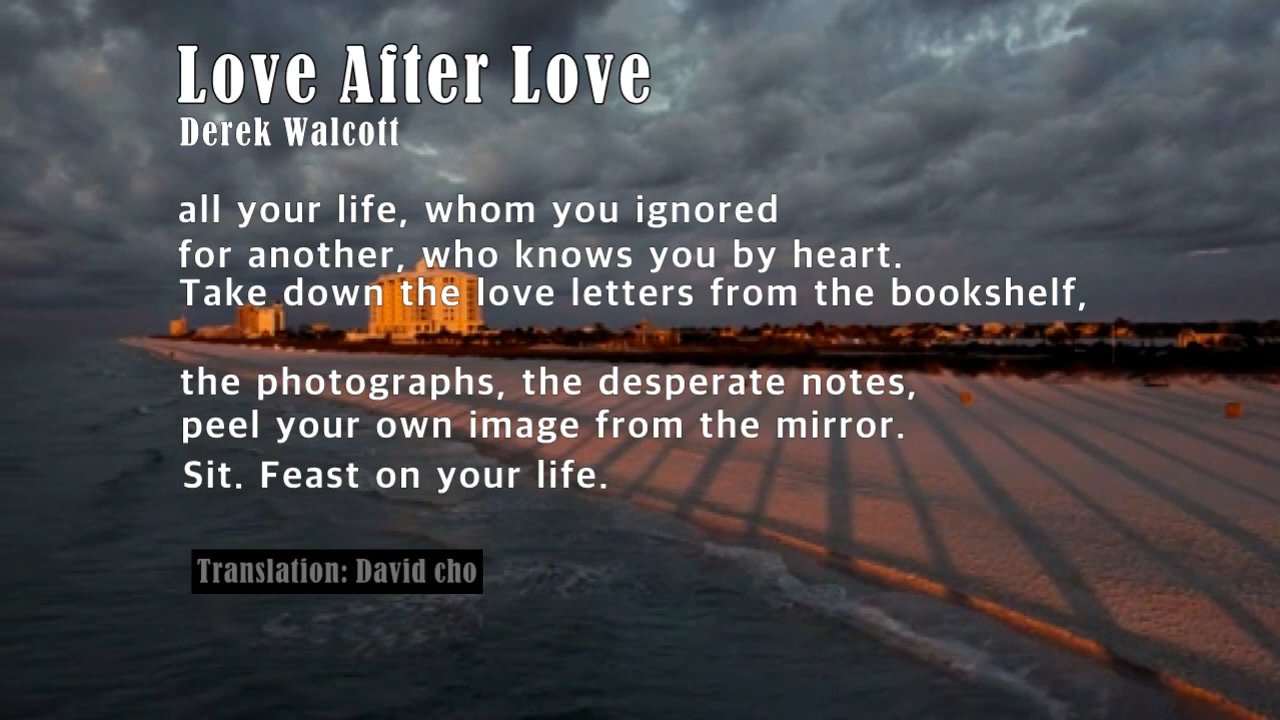 Love After Love
Derek Walcott
all your life, whom you ignored
for another, who knows you by heart.
Take down the love letters from the bookshelf,
the photographs, the desperate notes,
peel your own image from the mirror.
Sit. Feast on your life.
Translation: David cho